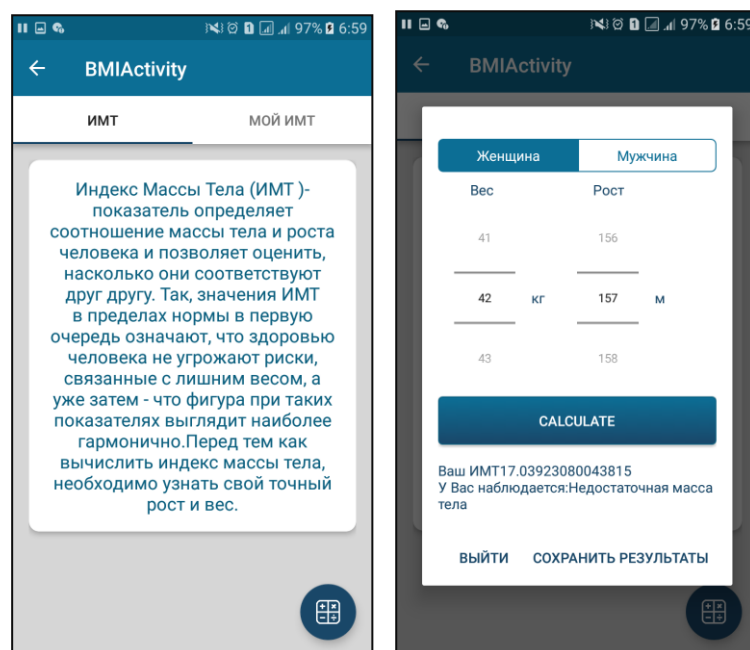 97% 6:59
BMIActivity
ИМТ МОЙ ИМТ
Индекс Массы Тела (ИМТ )-
показатель определяет
соотношение массы тела и роста
человека и позволяет оценить,
насколько они соответствуют
друг другу. Так, значения ИМТ
в пределах нормы в первую
очередь означают, что здоровью
человека не угрожают риски,
связанные с лишним весом, а
уже затем - что фигура при таких
показателях выглядит наиболее
гармонично.Перед тем как
вычислить индекс массы тела,
необходимо узнать свой точный
рост и вес.
1 97% 6:59
BMIActivity
Женщина Мужчина
Вес Рост
41 156
42 кг 157 м
43 158
CALCULATE
Ваш ИМТ17.03923080043815
У Вас наблюдается:Недостаточная масса
тела
ВЫЙТИ СОХРАНИТЬ РЕЗУЛЬТАТЫ